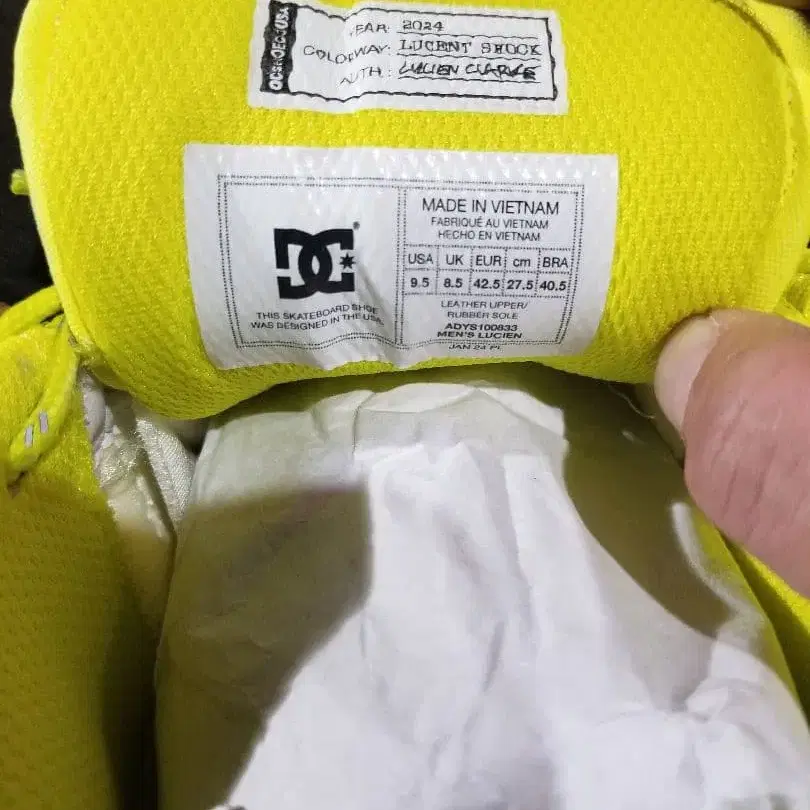 DCSHOECOUSA
YEAR: 2024
COLORWAY: LUCENT SHOCK
AUTH: LUCIEN CLARKE
DC
®
THIS SKATEBOARD SHOE
WAS DESIGNED IN THE USA.
MADE IN VIETNAM
FABRIQUÉ AU VIETNAM
HECHO EN VIETNAM
USA UK EUR cm BRA
9.5 8.5 42.5 27.5 40.5
LEATHER UPPER/
RUBBER SOLE
ADYS100833
MEN'S LUCIEN
JAN 24 PL